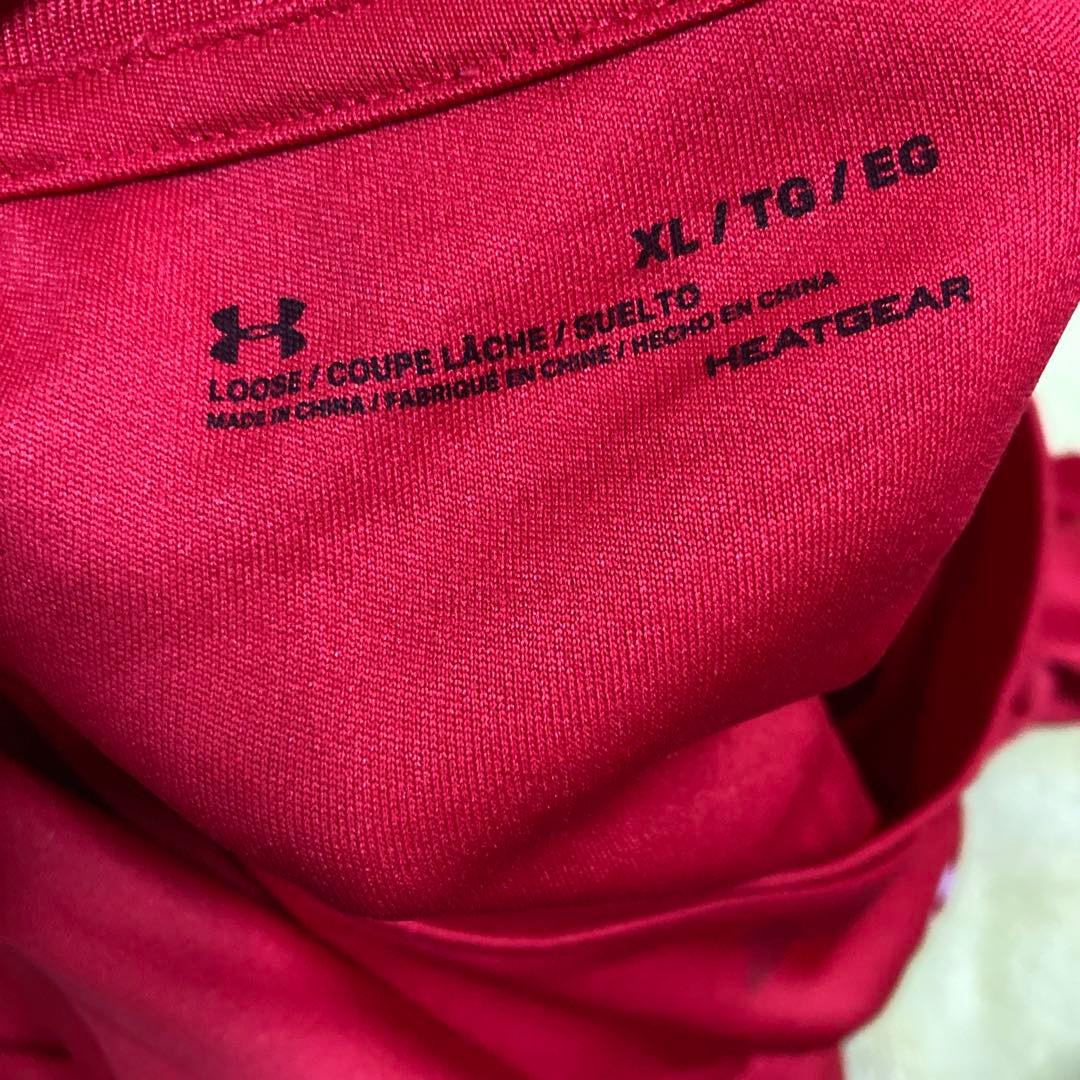 XL / TG / EG
LOOSE / COUPE LÂCHE / SUELTO
MADE IN CHINA / FABRIQUÉ EN CHINE / HECHO EN CHINA
HEATGEAR